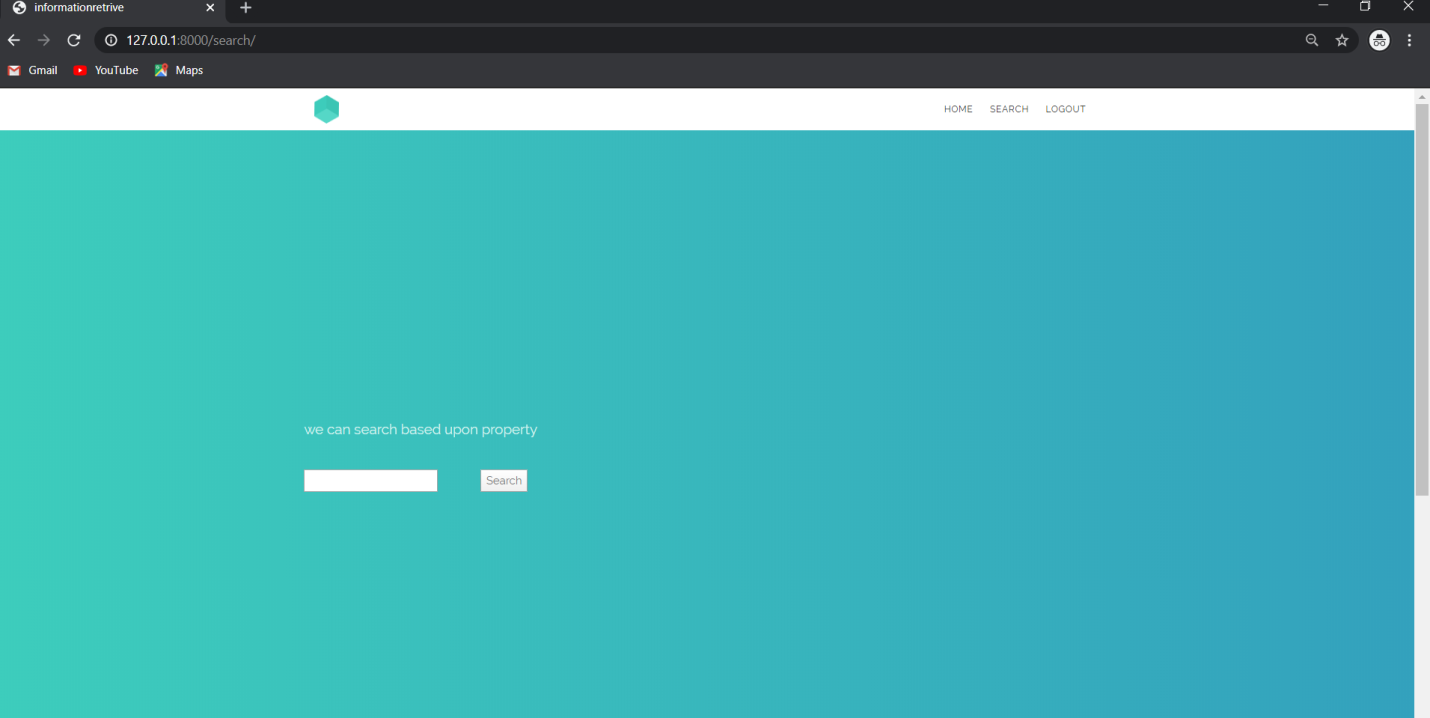 informationretrive
127.0.0.1:8000/search/
Gmail YouTube Maps
HOME SEARCH LOGOUT
we can search based upon property
Search